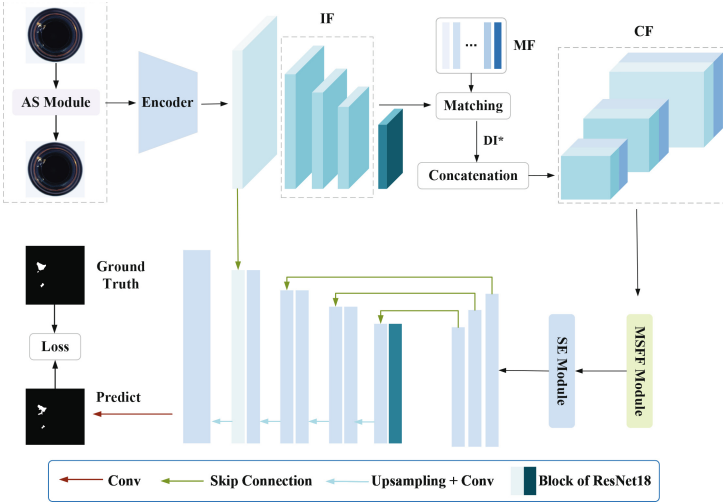 IF
MF
CF
AS Module
Encoder
...
Matching
DI*
Concatenation
Ground
Truth
Loss
Predict
SE Module
MSFF Module
Conv
Skip Connection
Upsampling + Conv
Block of ResNet18